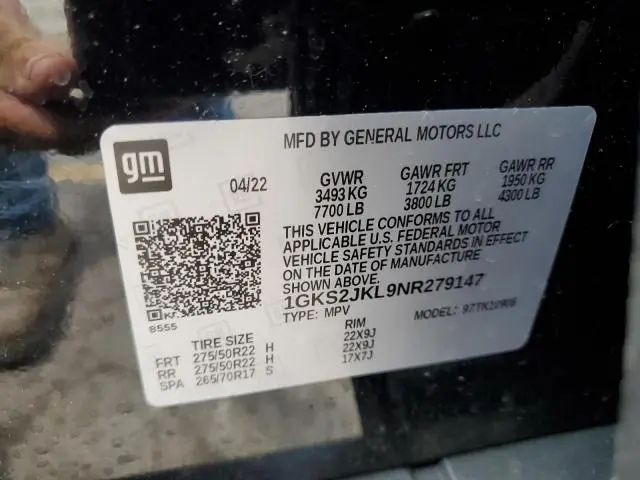 MFD BY GENERAL MOTORS LLC
gm
04/22
GVWR
3493 KG
7700 LB
GAWR FRT
1724 KG
3800 LB
GAWR RR
1950 KG
4300 LB
THIS VEHICLE CONFORMS TO ALL
APPLICABLE U.S. FEDERAL MOTOR
VEHICLE SAFETY STANDARDS IN EFFECT
ON THE DATE OF MANUFACTURE
SHOWN ABOVE.
1GKS2JKL9NR279147
TYPE: MPV
MODEL:
8555
TIRE SIZE
RIM
FRT 275/50R22 H 22X9J
RR 275/50R22 H 22X9J
SPA 265/70R17 S 17X7J